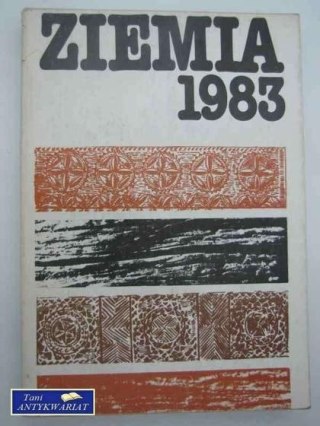 ZIEMIA
1983
Tani
ANTYKWARIAT